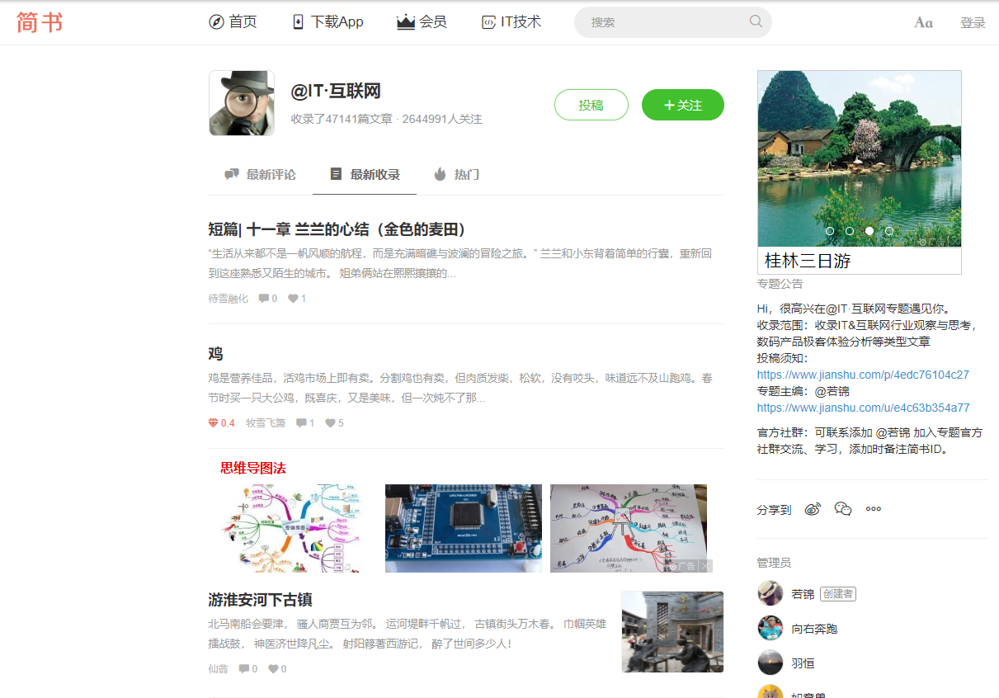 简书
首页
下载App
会员
IT技术
搜索
Aa
登录
@IT·互联网
收录了47141篇文章 · 2644991人关注
投稿
关注
最新评论
最新收录
热门
短篇| 十一章 兰兰的心结（金色的麦田）
“生活从来都不是一帆风顺的航程，而是充满暗礁与波澜的冒险之旅。” 兰兰和小东背着简单的行囊，重新回
到这座熟悉又陌生的城市。 姐弟俩站在熙熙攘攘的...
待雪融化 0 1
鸡
鸡是营养佳品，活鸡市场上即有卖。分割鸡也有卖，但肉质发柴，松软，没有咬头，味道远不及山跑鸡。春
节时买一只大公鸡，既喜庆，又是美味，但一次炖不了那...
0.4 牧雪飞箫 1 5
思维导图法
广告
游淮安河下古镇
北马南船会要津， 骚人商贾互为邻。 运河堤畔千帆过， 古镇街头万木春。 巾帼英雄
擂战鼓， 神医济世降凡尘。 射阳簃著西游记， 醉了世间多少人！
仙翁 0 0
广告
桂林三日游
专题公告
Hi，很高兴在@IT·互联网专题遇见你。
收录范围：收录IT&互联网行业观察与思考，
数码产品极客体验分析等类型文章
投稿须知：
https://www.jianshu.com/p/4edc76104c27
专题主编：@若锦
https://www.jianshu.com/u/e4c63b354a77
官方社群：可联系添加 @若锦 加入专题官方
社群交流、学习，添加时备注简书ID。
分享到
管理员
若锦 创建者
向右奔跑
羽恒